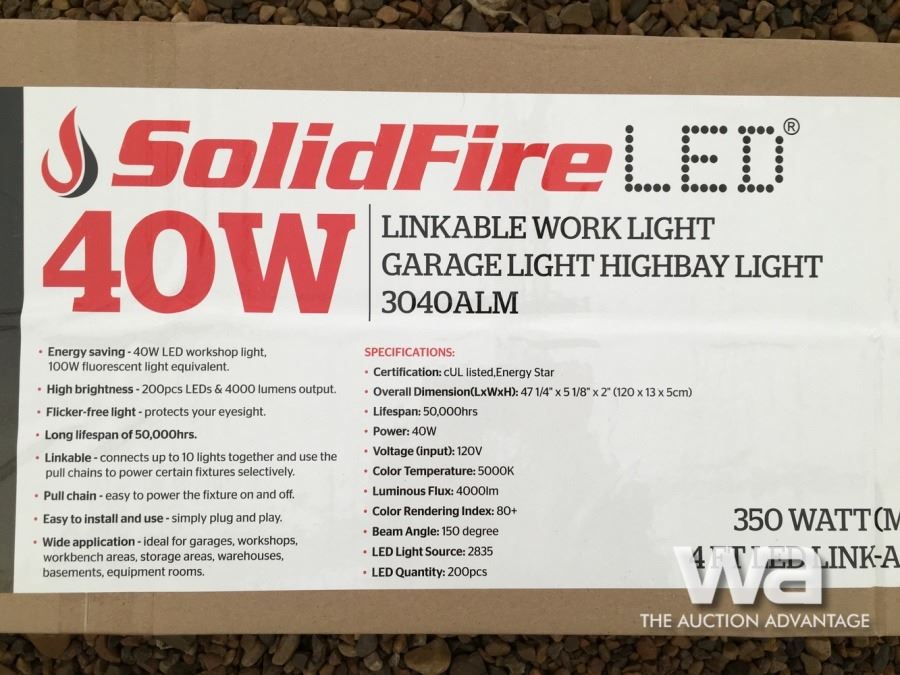 SolidFire LED®
40W
LINKABLE WORK LIGHT
GARAGE LIGHT HIGHBAY LIGHT
3040ALM
• Energy saving - 40W LED workshop light,
100W fluorescent light equivalent.
• High brightness - 200pcs LEDs & 4000 lumens output.
• Flicker-free light - protects your eyesight.
• Long lifespan of 50,000hrs.
• Linkable - connects up to 10 lights together and use the
pull chains to power certain fixtures selectively.
• Pull chain - easy to power the fixture on and off.
• Easy to install and use - simply plug and play.
• Wide application - ideal for garages, workshops,
workbench areas, storage areas, warehouses,
basements, equipment rooms.
SPECIFICATIONS:
• Certification: cUL listed,Energy Star
• Overall Dimension(LxWxH): 47 1/4" x 5 1/8" x 2" (120 x 13 x 5cm)
• Lifespan: 50,000hrs
• Power: 40W
• Voltage (input): 120V
• Color Temperature: 5000K
• Luminous Flux: 4000lm
• Color Rendering Index: 80+
• Beam Angle: 150 degree
• LED Light Source: 2835
• LED Quantity: 200pcs
350 WATT (M
4 FT LED LINK-A
wa
THE AUCTION ADVANTAGE